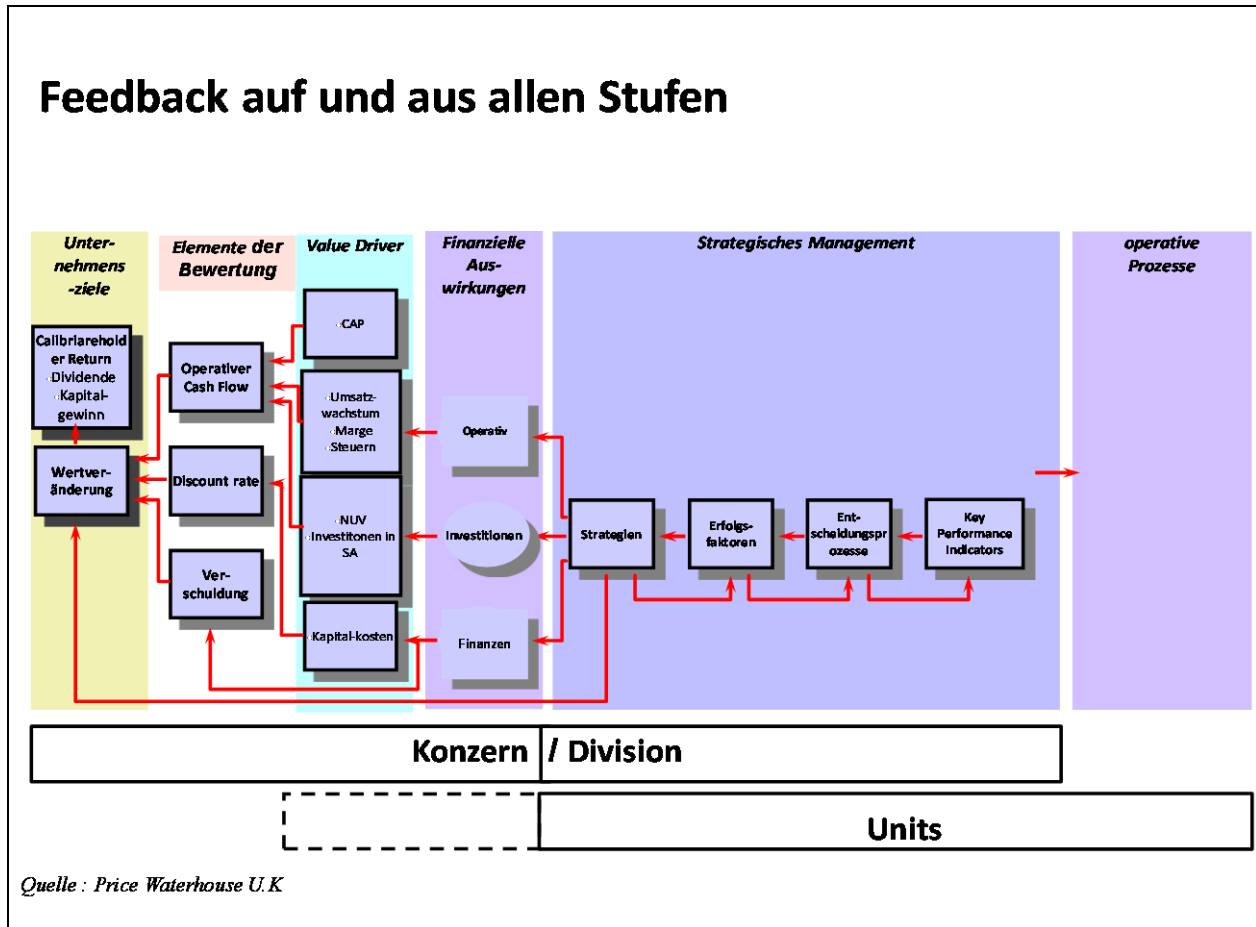 Feedback auf und aus allen Stufen
Unter-
nehmens
-ziele
Elemente der
Bewertung
Value Driver
Finanzielle
Aus-
wirkungen
Strategisches Management
operative
Prozesse
Calibriarehold
er Return
·Dividende
·Kapital-
gewinn
Wertver-
änderung
Operativer
Cash Flow
Discount rate
Ver-
schuldung
·CAP
·Umsatz-
wachstum
·Marge
·Steuern
·NUV
·Investitonen in
SA
·Kapital-kosten
Operativ
Investitionen
Finanzen
Strategien
Erfolgs-
faktoren
Ent-
scheidungspr
ozesse
Key
Performance
Indicators
Konzern / Division
Units
Quelle : Price Waterhouse U.K